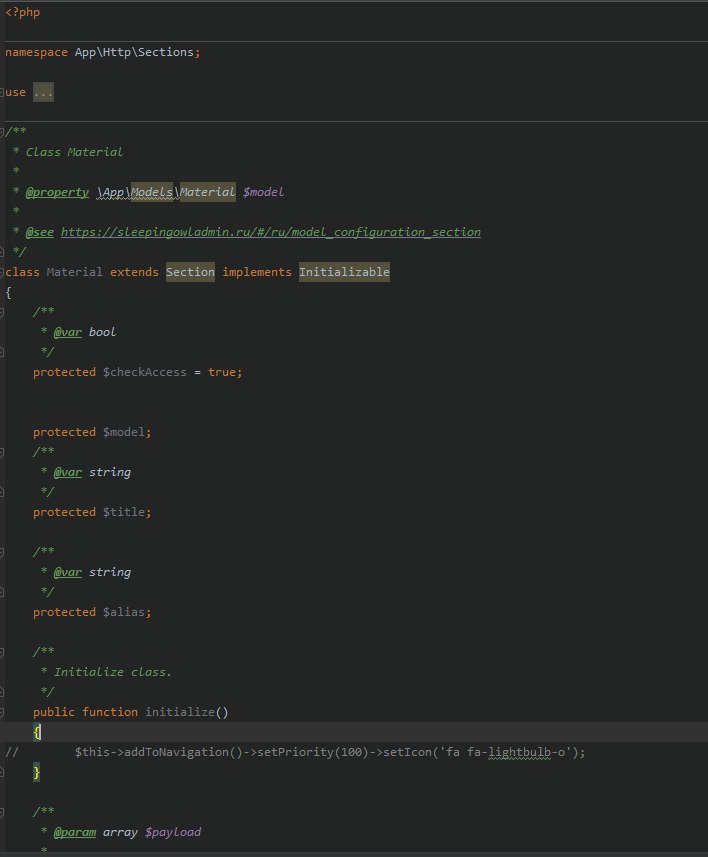 <?php
namespace App\Http\Sections;
use ...
/**
 * Class Material
 *
 * @property \App\Models\Material $model
 *
 * @see https://sleepingowladmin.ru/#/ru/model_configuration_section
 */
class Material extends Section implements Initializable
{
    /**
     * @var bool
     */
    protected $checkAccess = true;
    protected $model;
    /**
     * @var string
     */
    protected $title;
    /**
     * @var string
     */
    protected $alias;
    /**
     * Initialize class.
     */
    public function initialize()
    {
//        $this->addToNavigation()->setPriority(100)->setIcon('fa fa-lightbulb-o');
    }
    /**
     * @param array $payload
     *